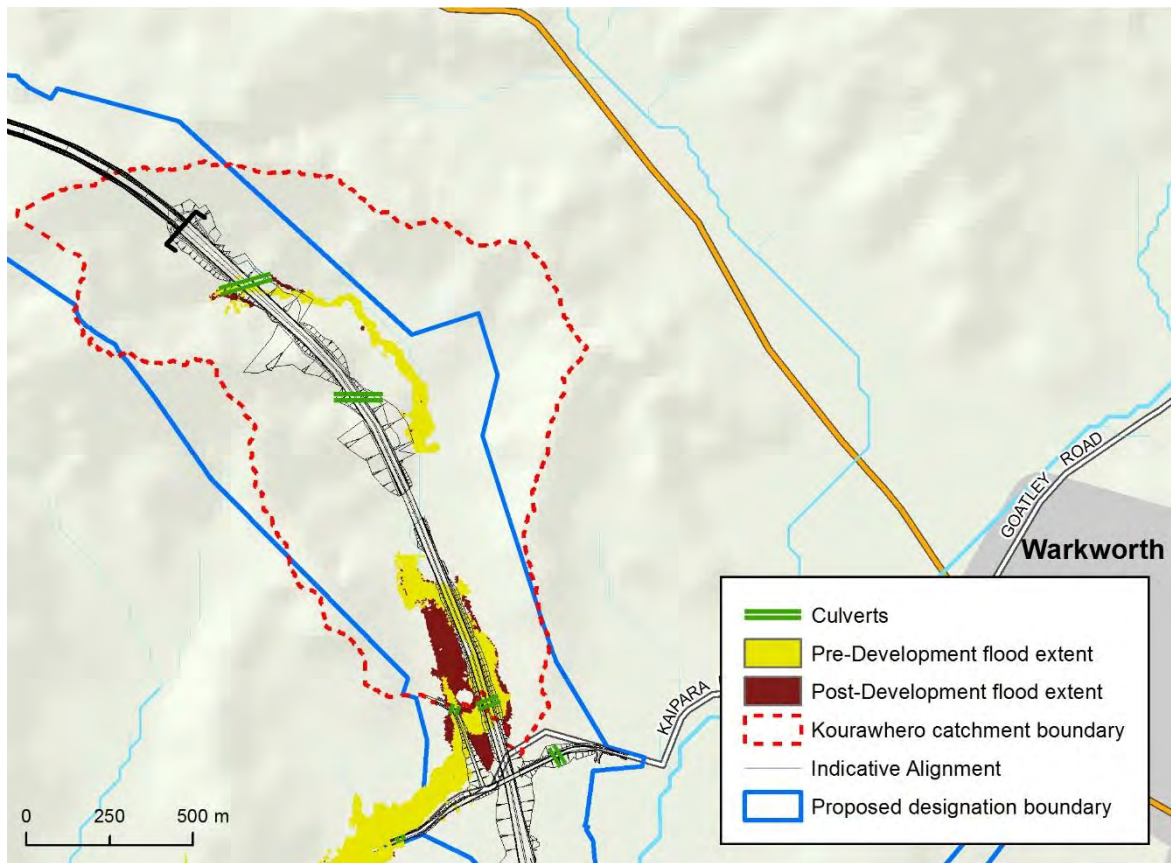 GOATLEY ROAD
Warkworth
KAIPARA
Culverts
Pre-Development flood extent
Post-Development flood extent
Kourawhero catchment boundary
Indicative Alignment
Proposed designation boundary
0 250 500 m